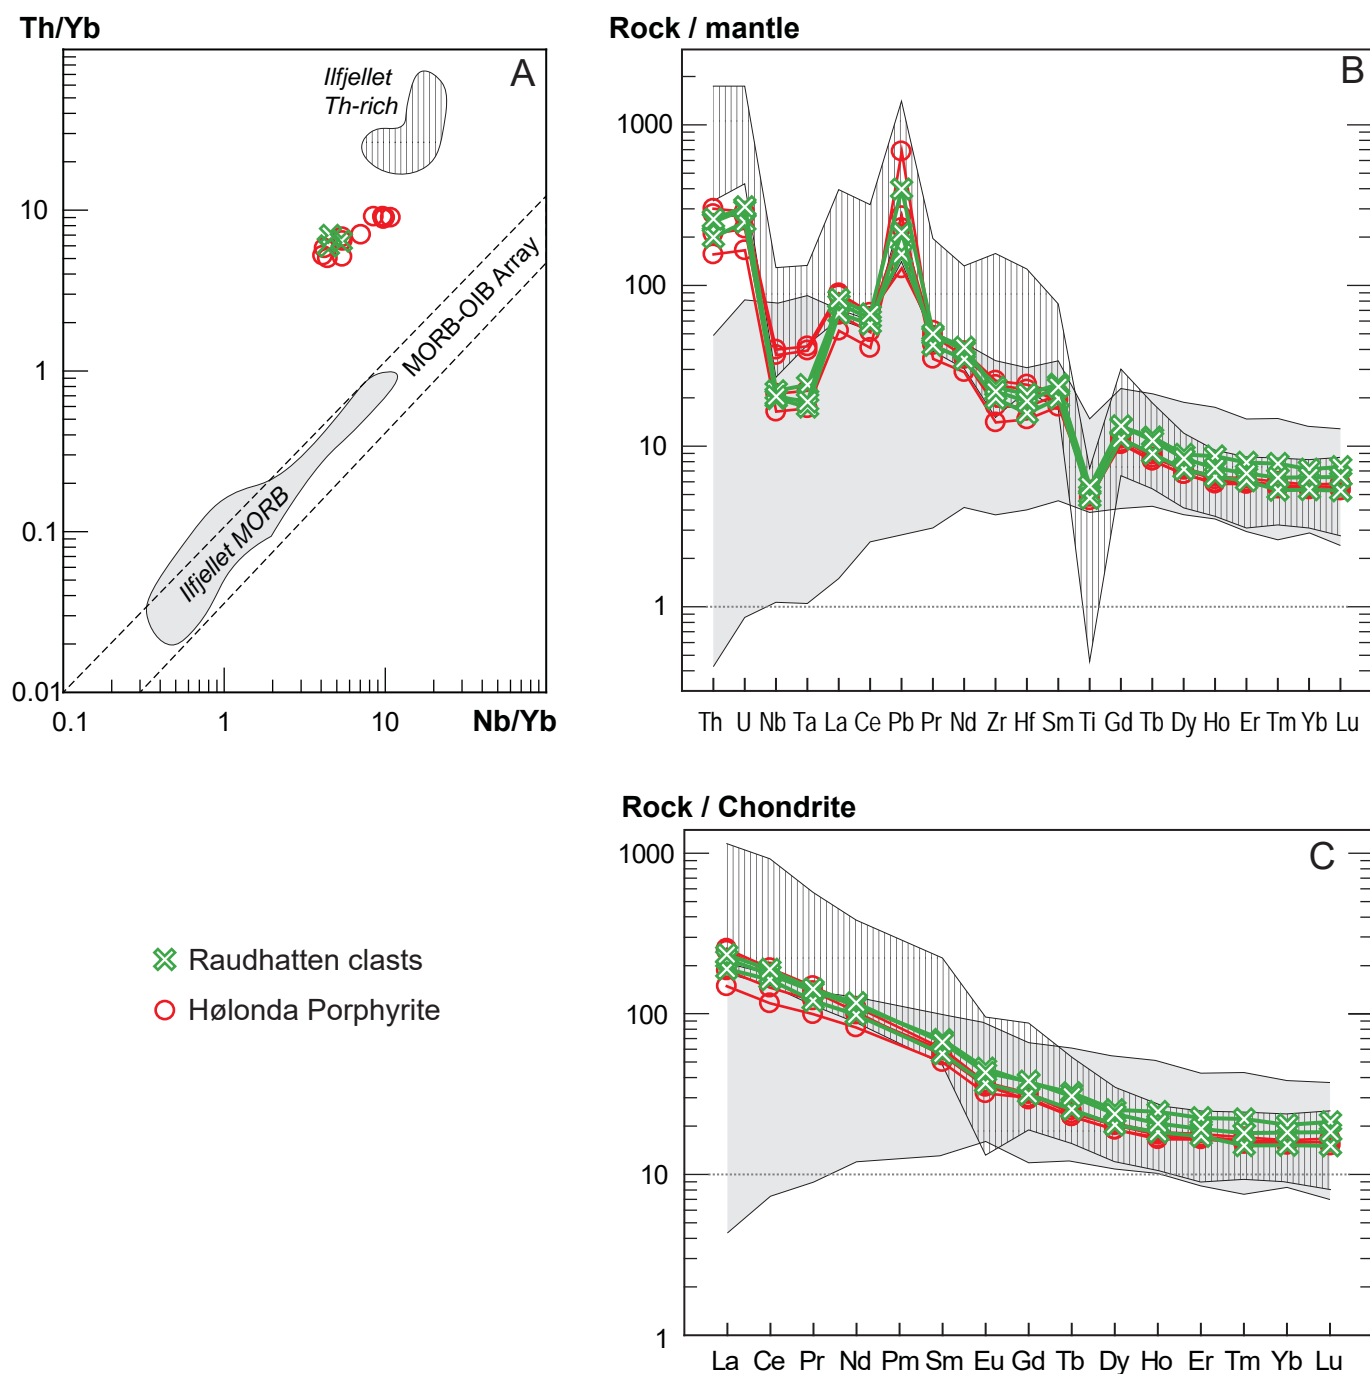 Th/Yb
A
Ilfjellet
Th-rich
10
1
0.1
0.01
MORB-OIB Array
Ilfjellet MORB
0.1
1
10
Nb/Yb
Rock / mantle
B
1000
100
10
1
Th U Nb Ta La Ce Pb Pr Nd Zr Hf Sm Ti Gd Tb Dy Ho Er Tm Yb Lu
Rock / Chondrite
C
1000
100
10
1
La Ce Pr Nd Pm Sm Eu Gd Tb Dy Ho Er Tm Yb Lu
Raudhatten clasts
Hølonda Porphyrite